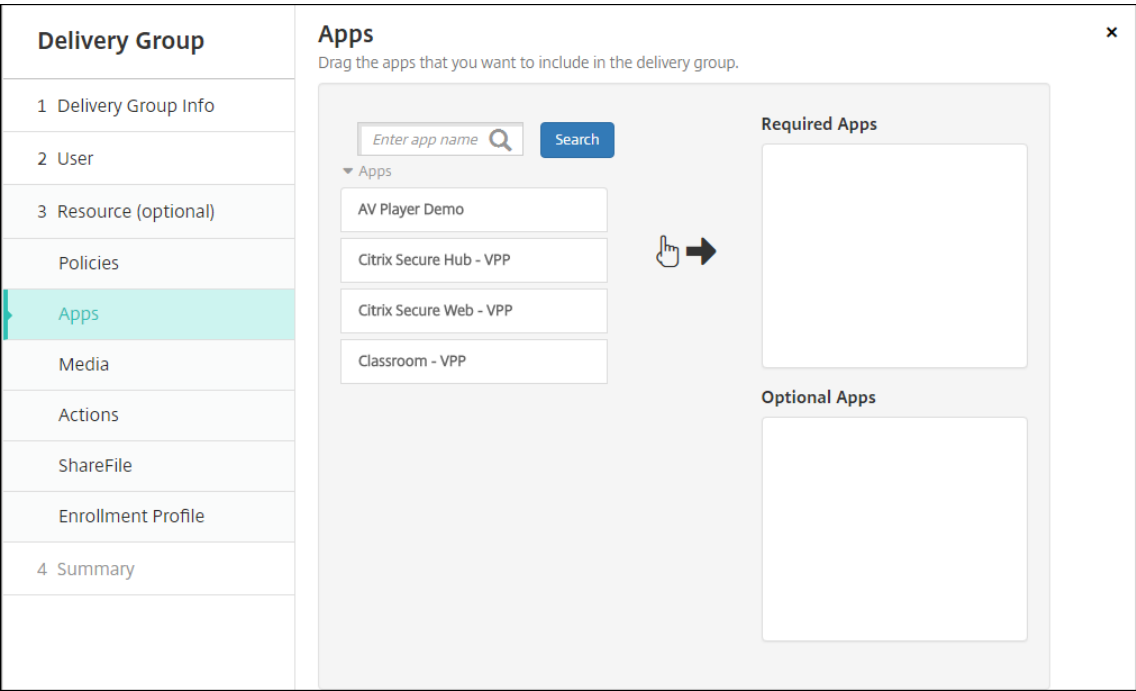 Delivery Group
1 Delivery Group Info
2 User
3 Resource (optional)
Policies
Apps
Media
Actions
ShareFile
Enrollment Profile
4 Summary
Apps
×
Drag the apps that you want to include in the delivery group.
Enter app name
Search
Apps
AV Player Demo
Citrix Secure Hub - VPP
Citrix Secure Web - VPP
Classroom - VPP
Required Apps
Optional Apps